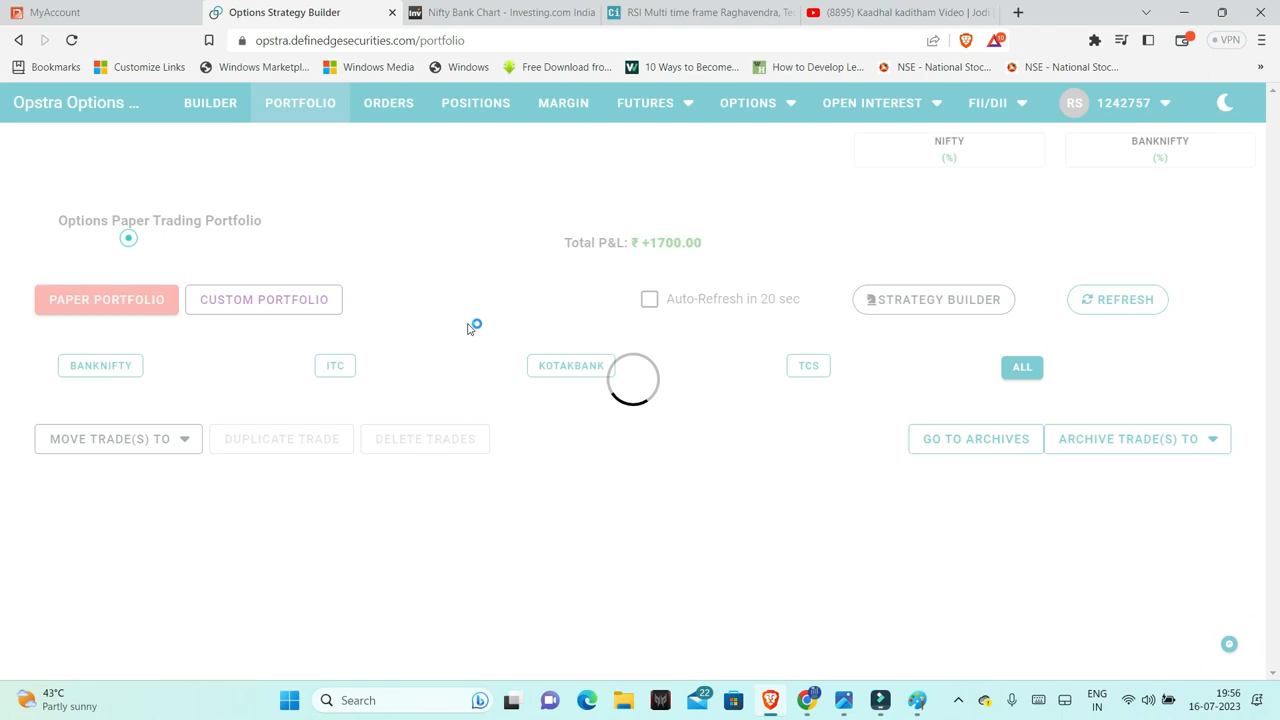 MyAccount
Options Strategy Builder
Nifty Bank Chart - Investing.com India
RSI Multi time frame Raghavendra, Tec
(8895) Kaadhal kaditham Video | Jodi
opstra.definedgesecurities.com/portfolio
10
VPN
Bookmarks
Customize Links
Windows Marketpl...
Windows Media
Windows
Free Download fro...
10 Ways to Become...
How to Develop Le...
NSE - National Stoc...
NSE - National Stoc...
»
Opstra Options ...
BUILDER
PORTFOLIO
ORDERS
POSITIONS
MARGIN
FUTURES
OPTIONS
OPEN INTEREST
FII/DII
RS
1242757
NIFTY
(%)
BANKNIFTY
(%)
Options Paper Trading Portfolio
Total P&L: ₹ +1700.00
PAPER PORTFOLIO
CUSTOM PORTFOLIO
Auto-Refresh in 20 sec
STRATEGY BUILDER
REFRESH
BANKNIFTY
ITC
KOTAKBANK
TCS
ALL
MOVE TRADE(S) TO
DUPLICATE TRADE
DELETE TRADES
GO TO ARCHIVES
ARCHIVE TRADE(S) TO
43°C
Partly sunny
Search
22
ENG
IN
19:56
16-07-2023